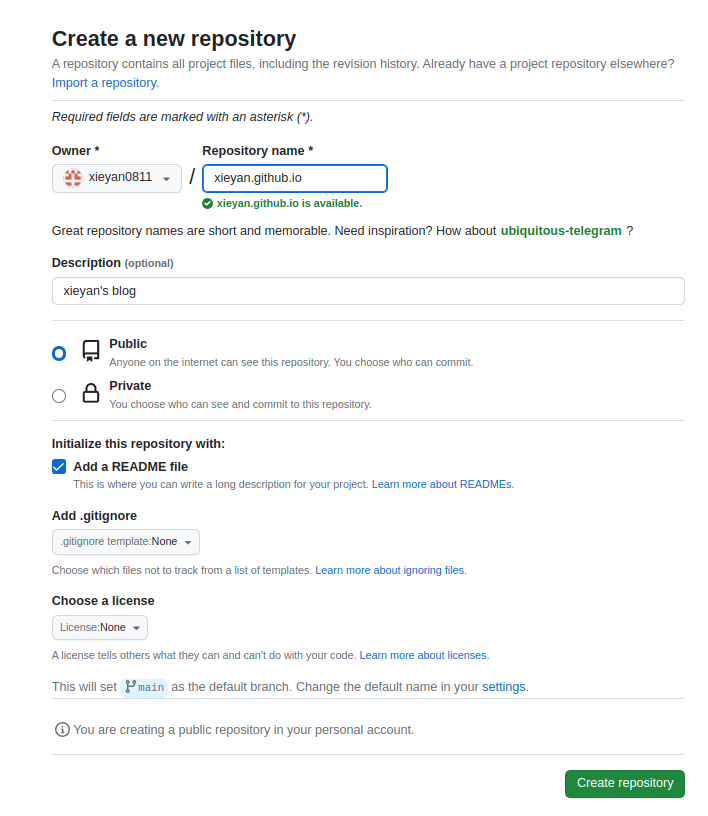 Create a new repository
A repository contains all project files, including the revision history. Already have a project repository elsewhere?
Import a repository.
Required fields are marked with an asterisk (*).
Owner * Repository name *
xieyan0811 / xieyan.github.io
xieyan.github.io is available.
Great repository names are short and memorable. Need inspiration? How about ubiquitous-telegram ?
Description (optional)
xieyan's blog
Public
Anyone on the internet can see this repository. You choose who can commit.
Private
You choose who can see and commit to this repository.
Initialize this repository with:
Add a README file
This is where you can write a long description for your project. Learn more about READMEs.
Add .gitignore
.gitignore template:None
Choose which files not to track from a list of templates. Learn more about ignoring files.
Choose a license
License:None
A license tells others what they can and can't do with your code. Learn more about licenses.
This will set main as the default branch. Change the default name in your settings.
You are creating a public repository in your personal account.
Create repository